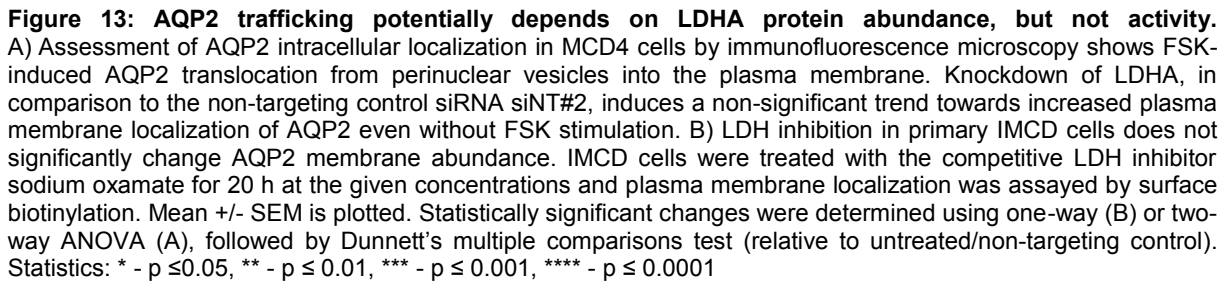 Figure 13: AQP2 trafficking potentially depends on LDHA protein abundance, but not activity.
A) Assessment of AQP2 intracellular localization in MCD4 cells by immunofluorescence microscopy shows FSK-
induced AQP2 translocation from perinuclear vesicles into the plasma membrane. Knockdown of LDHA, in
comparison to the non-targeting control siRNA siNT#2, induces a non-significant trend towards increased plasma
membrane localization of AQP2 even without FSK stimulation. B) LDH inhibition in primary IMCD cells does not
significantly change AQP2 membrane abundance. IMCD cells were treated with the competitive LDH inhibitor
sodium oxamate for 20 h at the given concentrations and plasma membrane localization was assayed by surface
biotinylation. Mean +/- SEM is plotted. Statistically significant changes were determined using one-way (B) or two-
way ANOVA (A), followed by Dunnett's multiple comparisons test (relative to untreated/non-targeting control).
Statistics: * - p ≤0.05, ** - p ≤ 0.01, *** - p ≤ 0.001, **** - p ≤ 0.0001